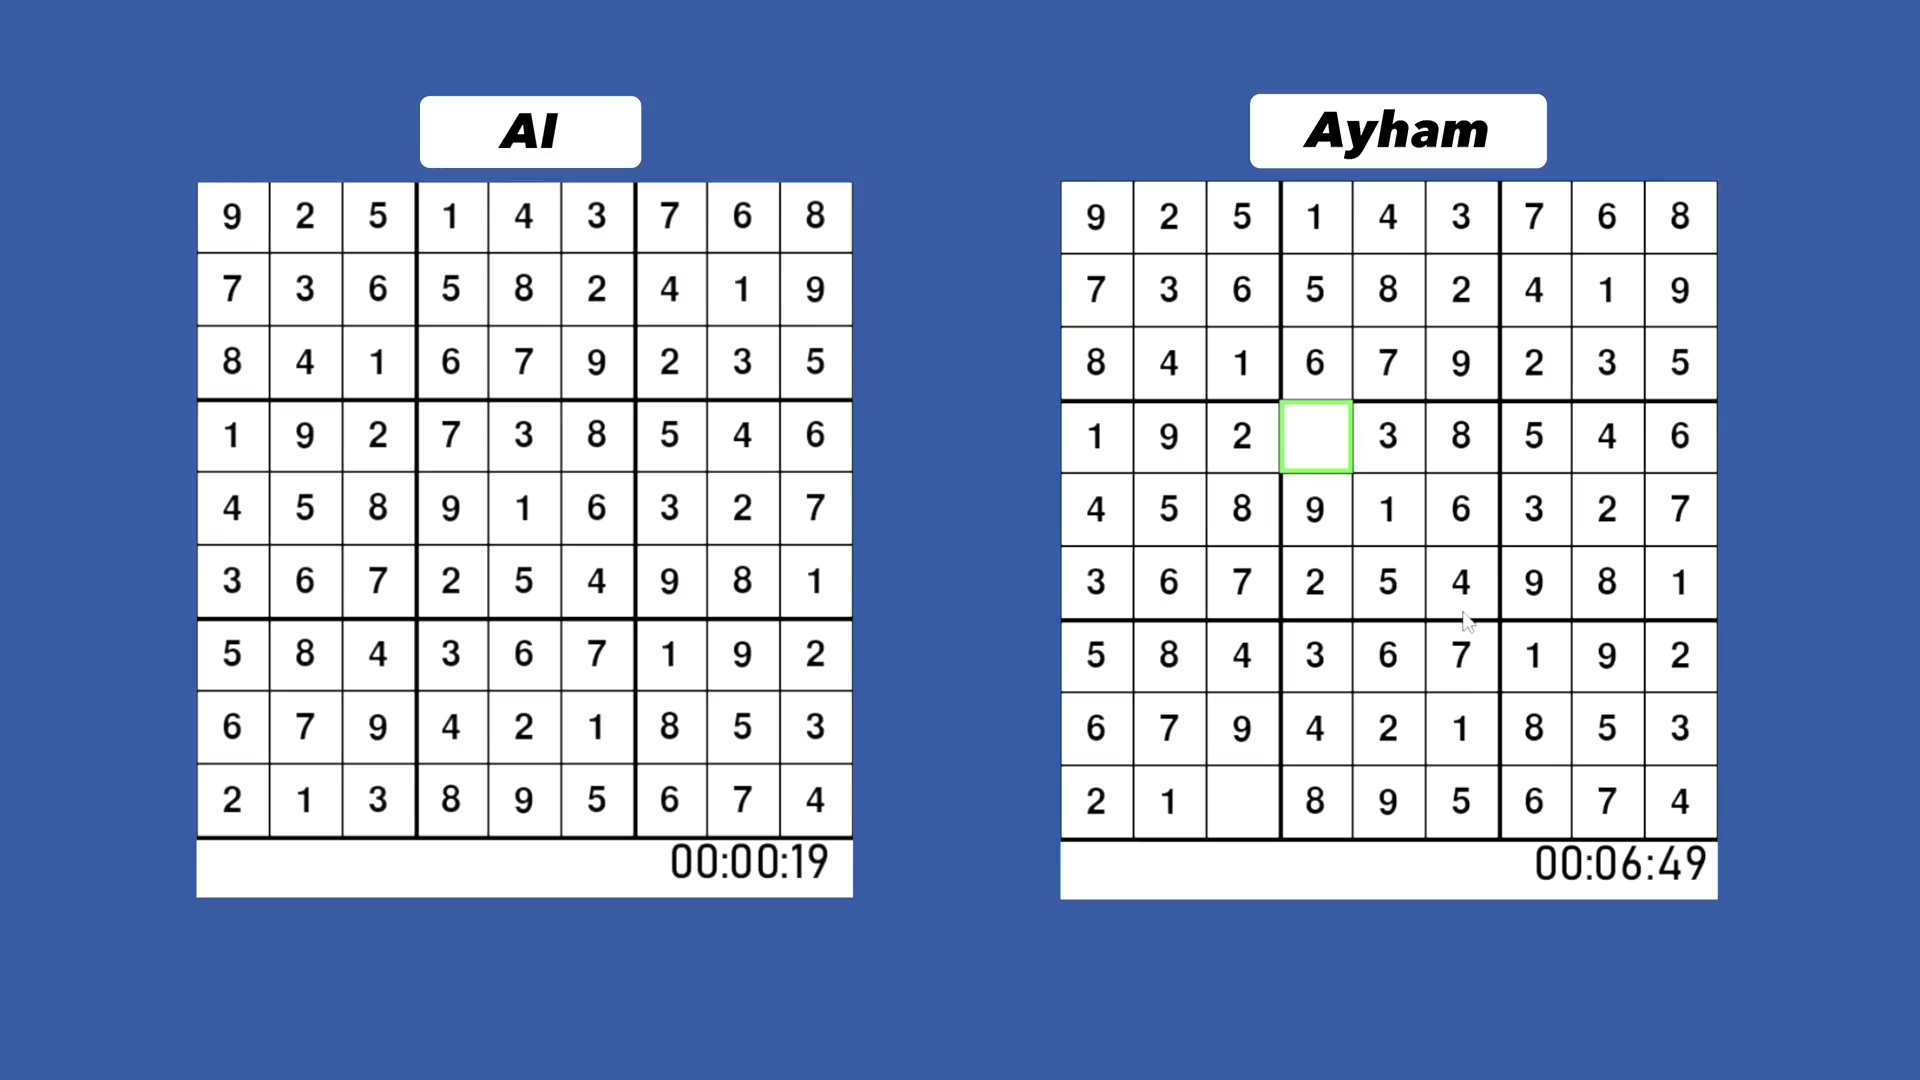 AI
9 2 5 1 4 3 7 6 8
7 3 6 5 8 2 4 1 9
8 4 1 6 7 9 2 3 5
1 9 2 7 3 8 5 4 6
4 5 8 9 1 6 3 2 7
3 6 7 2 5 4 9 8 1
5 8 4 3 6 7 1 9 2
6 7 9 4 2 1 8 5 3
2 1 3 8 9 5 6 7 4
00:00:19
Ayham
9 2 5 1 4 3 7 6 8
7 3 6 5 8 2 4 1 9
8 4 1 6 7 9 2 3 5
1 9 2 3 8 5 4 6
4 5 8 9 1 6 3 2 7
3 6 7 2 5 4 9 8 1
5 8 4 3 6 7 1 9 2
6 7 9 4 2 1 8 5 3
2 1 8 9 5 6 7 4
00:06:49